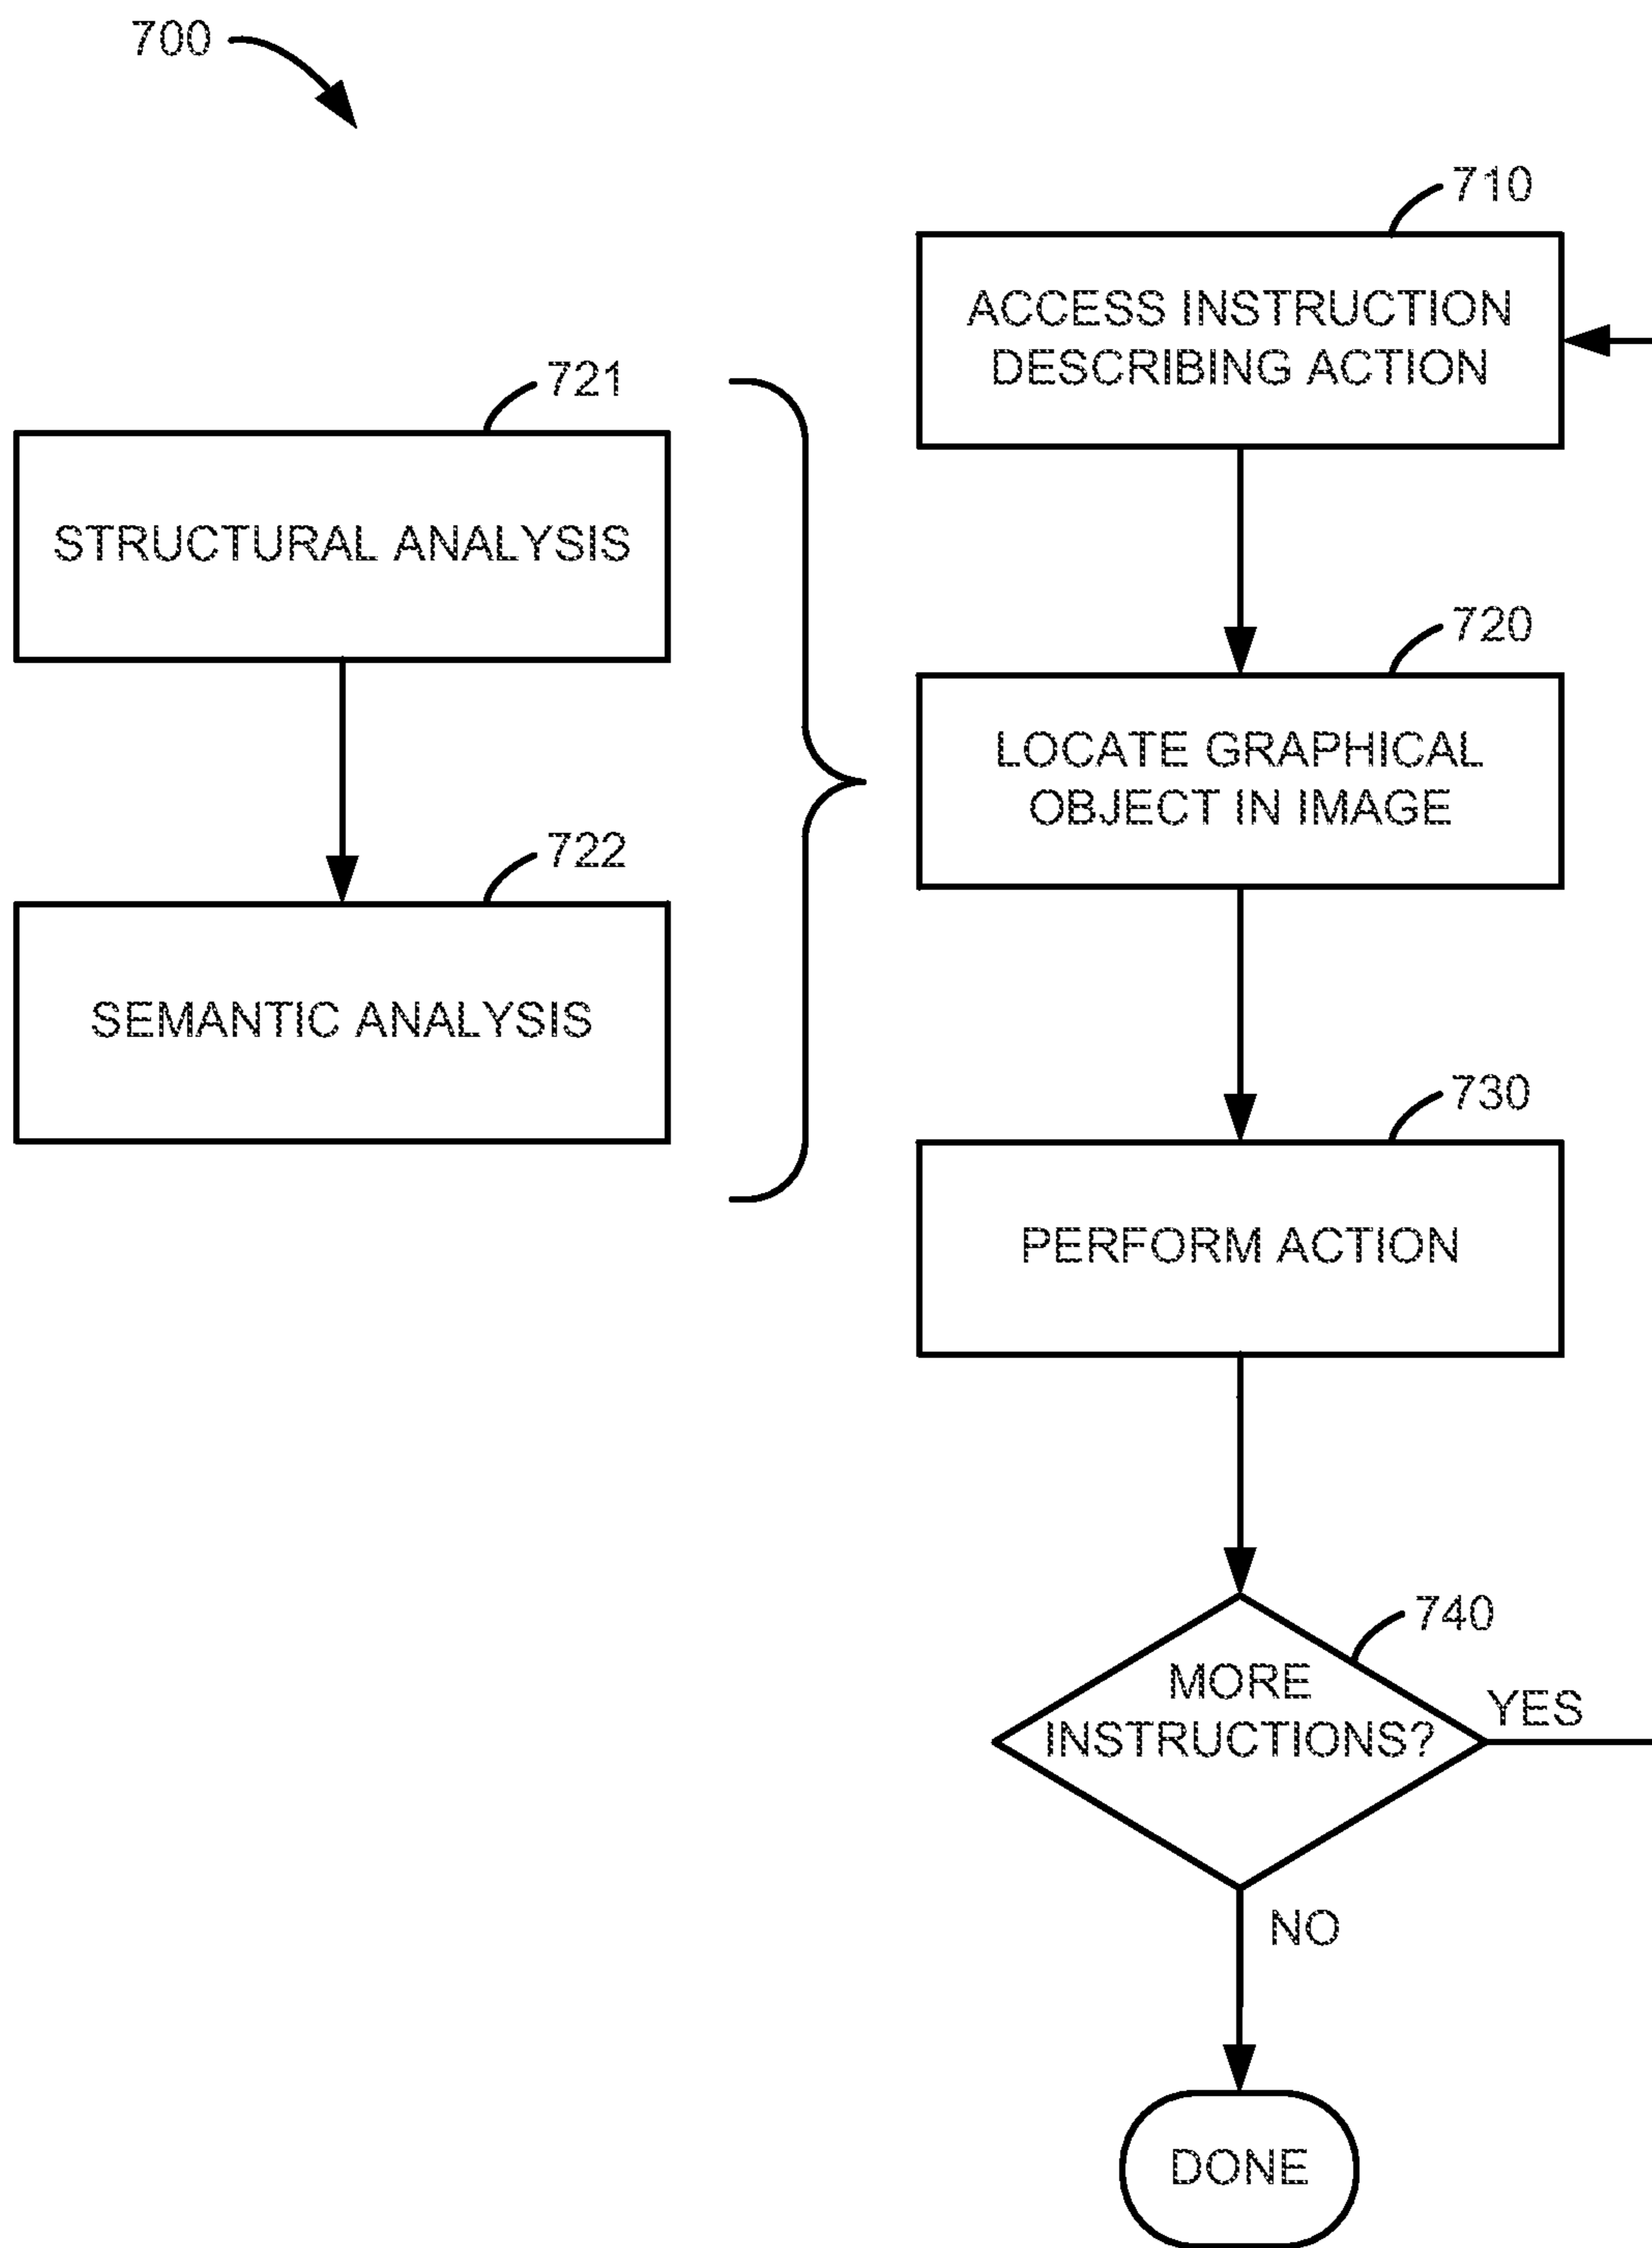 700
710
ACCESS INSTRUCTION
DESCRIBING ACTION
721
STRUCTURAL ANALYSIS
720
LOCATE GRAPHICAL
OBJECT IN IMAGE
722
SEMANTIC ANALYSIS
730
PERFORM ACTION
740
MORE
INSTRUCTIONS?
YES
NO
DONE